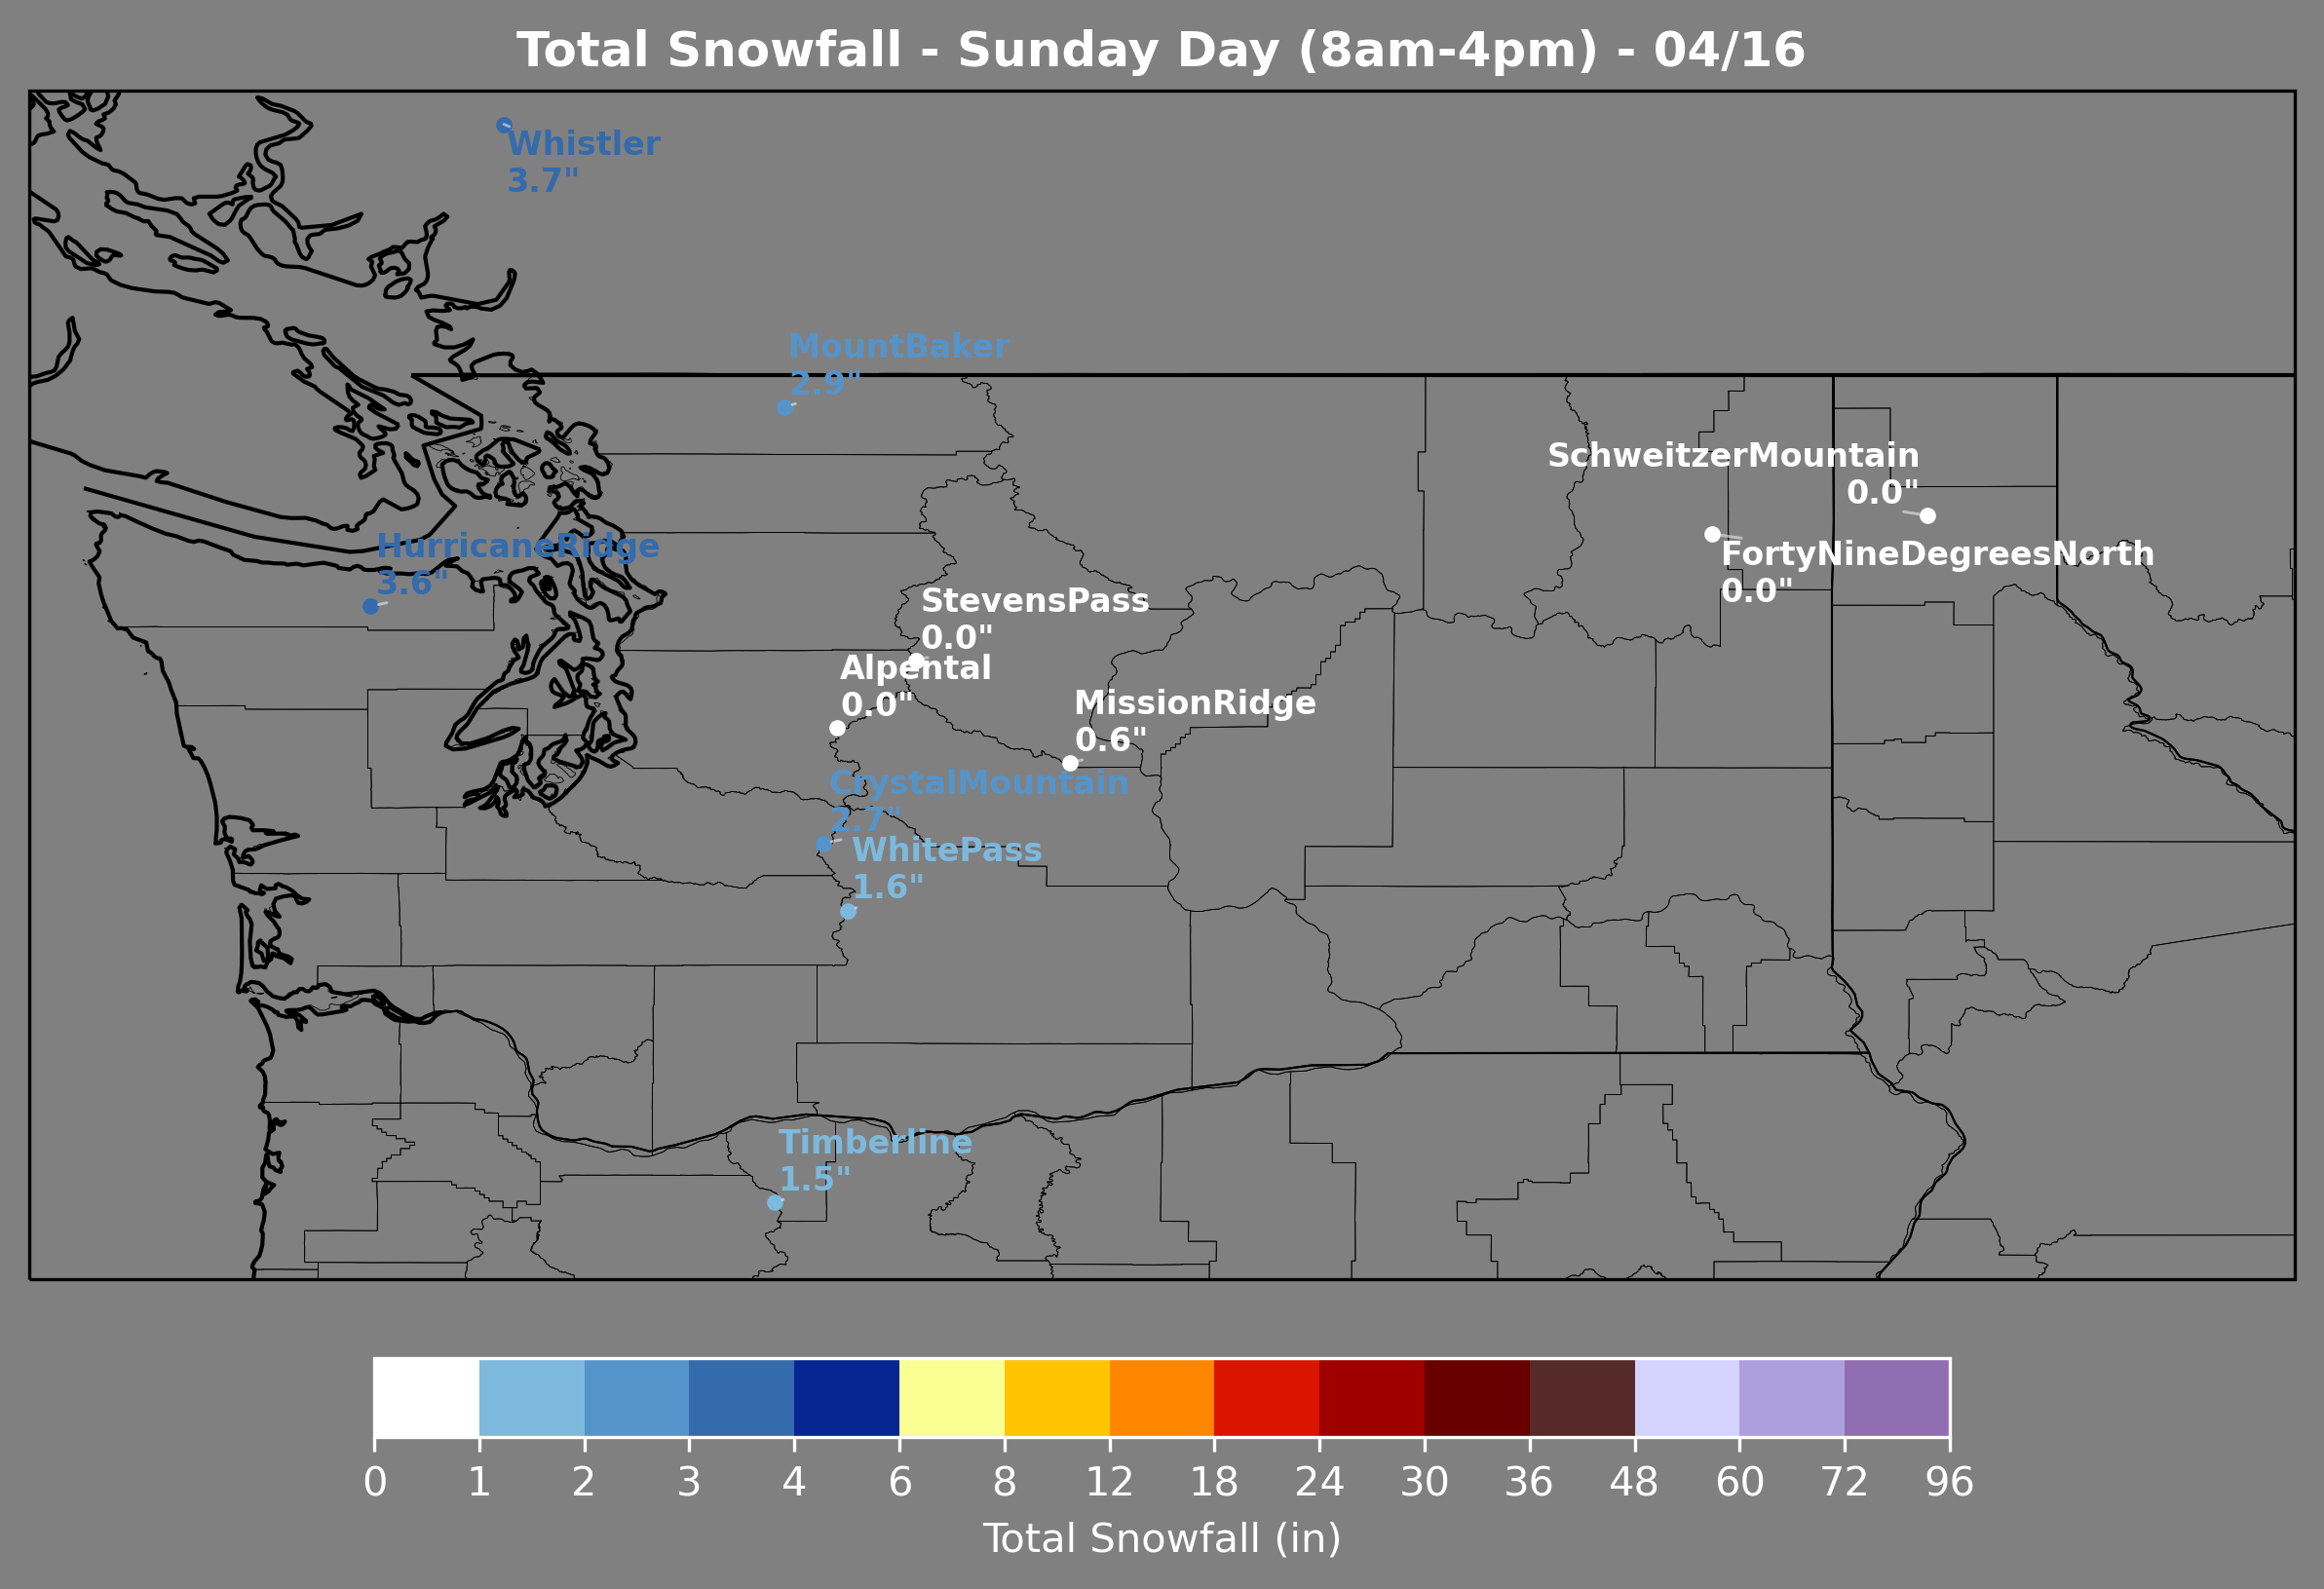 Total Snowfall - Sunday Day (8am-4pm) - 04/16
Whistler
3.7"
MountBaker
2.9"
SchweitzerMountain
0.0"
HurricaneRidge
3.6"
FortyNineDegreesNorth
0.0"
StevensPass
0.0"
Alpental
0.0"
MissionRidge
0.6"
CrystalMountain
2.7"
WhitePass
1.6"
Timberline
1.5"
0 1 2 3 4 6 8 12 18 24 30 36 48 60 72 96
Total Snowfall (in)